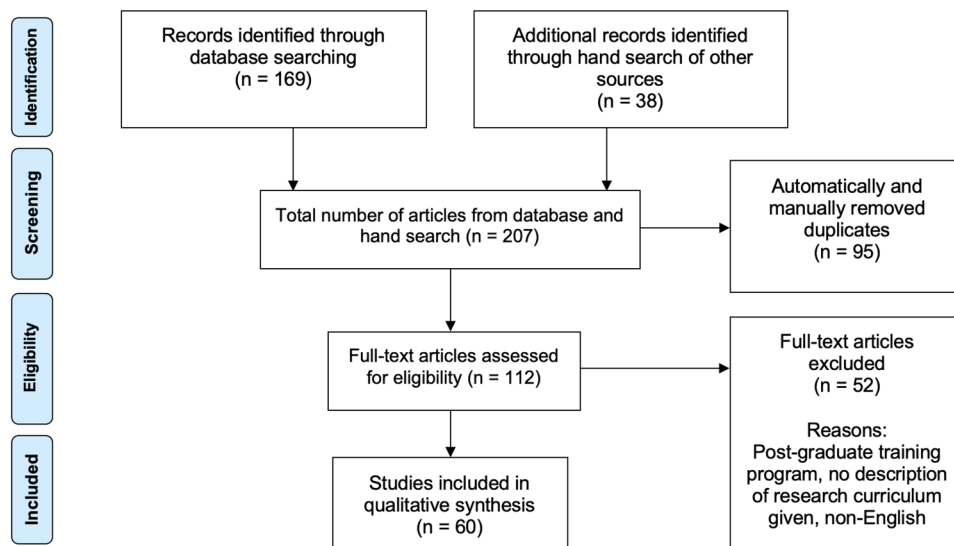 Identification
Records identified through
database searching
(n = 169)
Additional records identified
through hand search of other
sources
(n = 38)
Screening
Total number of articles from database and
hand search (n = 207)
Automatically and
manually removed
duplicates
(n = 95)
Eligibility
Full-text articles assessed
for eligibility (n = 112)
Full-text articles
excluded
(n = 52)
Reasons:
Post-graduate training
program, no description
of research curriculum
given, non-English
Included
Studies included in
qualitative synthesis
(n = 60)